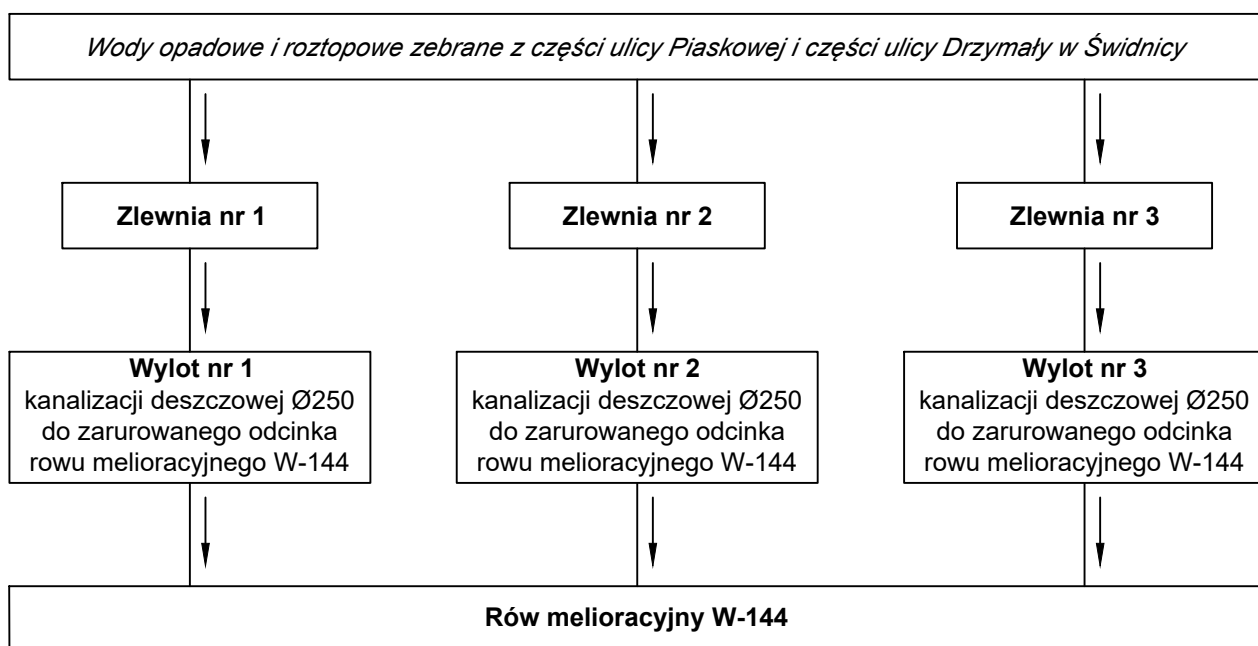 Wody opadowe i roztopowe zebrane z części ulicy Piaskowej i części ulicy Drzymały w Świdnicy
Zlewnia nr 1
Zlewnia nr 2
Zlewnia nr 3
Wylot nr 1
kanalizacji deszczowej Ø250
do zarurowanego odcinka
rowu melioracyjnego W-144
Wylot nr 2
kanalizacji deszczowej Ø250
do zarurowanego odcinka
rowu melioracyjnego W-144
Wylot nr 3
kanalizacji deszczowej Ø250
do zarurowanego odcinka
rowu melioracyjnego W-144
Rów melioracyjny W-144